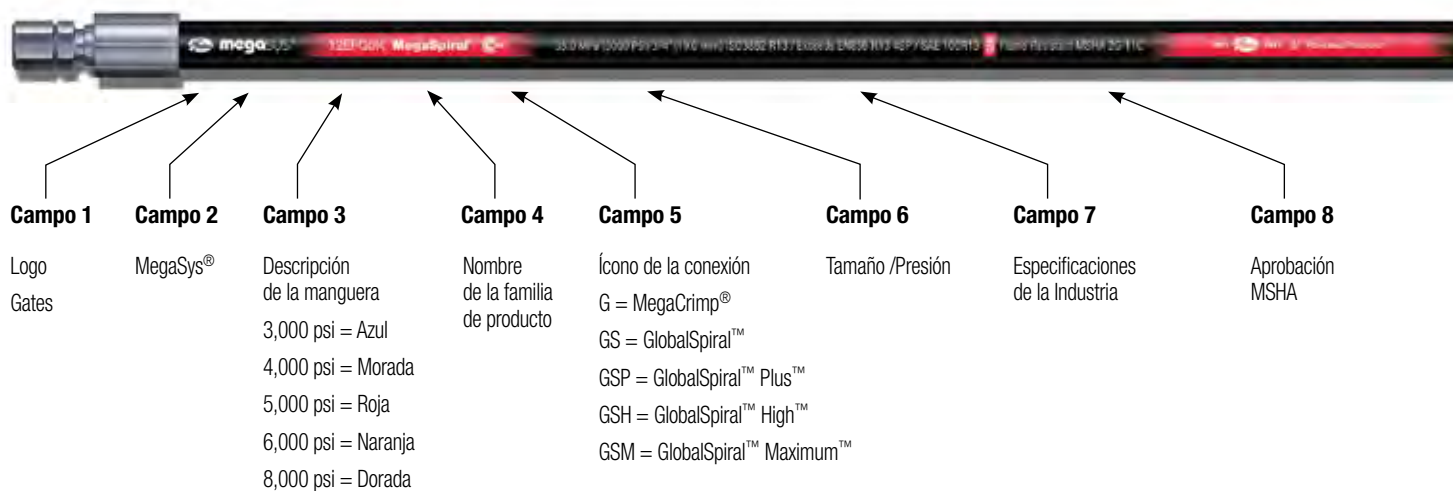 megasys
MegaSpiral
Campo 1 Campo 2 Campo 3 Campo 4 Campo 5 Campo 6 Campo 7 Campo 8
Logo
Gates
MegaSys®
Descripción
de la manguera
3,000 psi = Azul
4,000 psi = Morada
5,000 psi = Roja
6,000 psi = Naranja
8,000 psi = Dorada
Nombre
de la familia
de producto
Ícono de la conexión
G = MegaCrimp®
GS = GlobalSpiral™
GSP = GlobalSpiral™ Plus™
GSH = GlobalSpiral™ High™
GSM = GlobalSpiral™ Maximum™
Tamaño /Presión
Especificaciones
de la Industria
Aprobación
MSHA